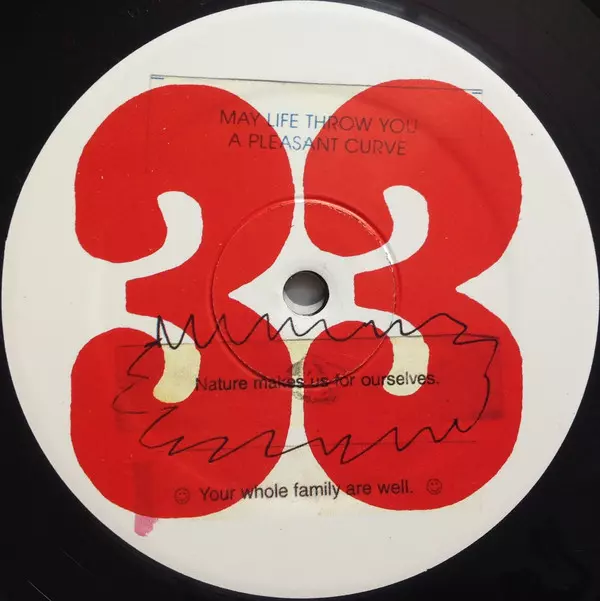 MAY LIFE THROW YOU
A PLEASANT CURVE
33
Nature makes us for ourselves.
☺ Your whole family are well. ☺